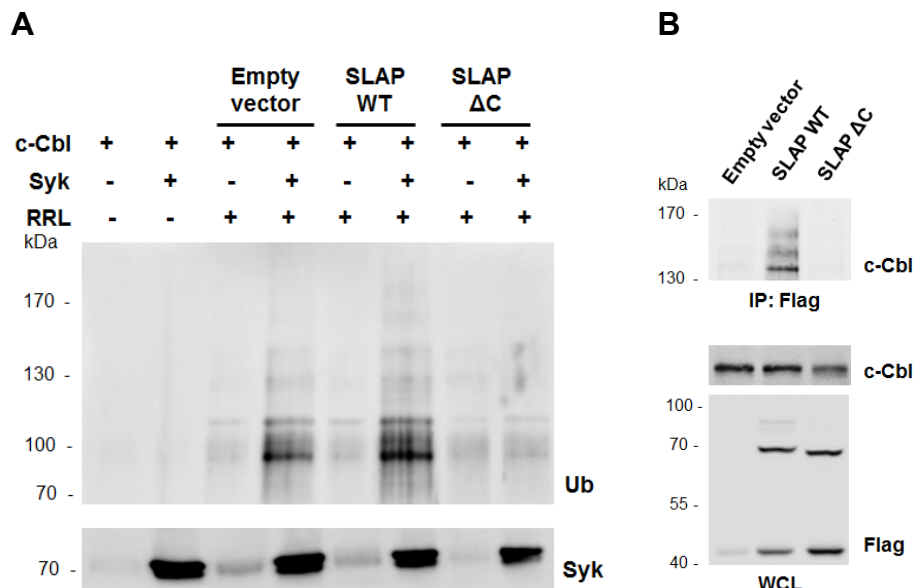 A
Empty vector
SLAP WT
SLAP ΔC
c-Cbl + + + + + + + +
Syk - + - + - + - +
RRL - - + + + + + +
kDa
170 -
130 -
100 -
70 -
Ub
70 -
Syk
B
Empty vector
SLAP WT
SLAP ΔC
kDa
170 -
130 -
c-Cbl
IP: Flag
c-Cbl
100 -
70 -
55 -
40 -
Flag
WCL